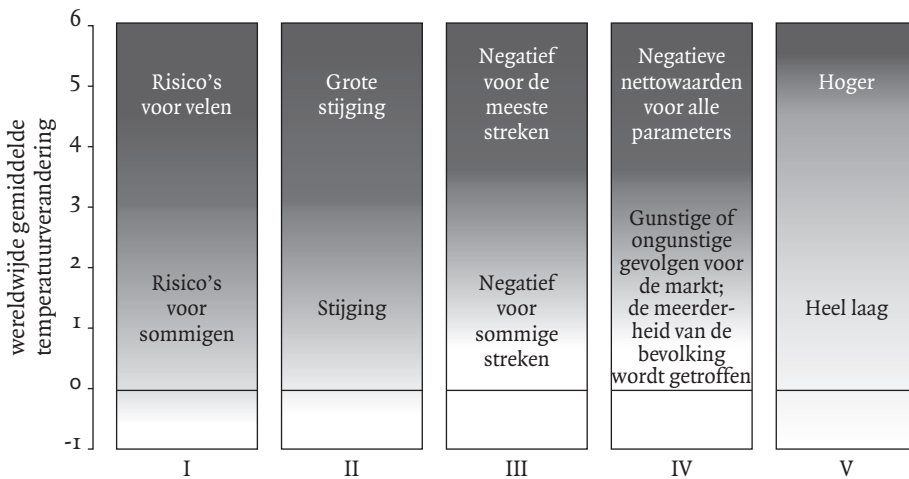 wereldwijde gemiddelde
temperatuurverandering
6
5
4
3
2
1
0
-1
Risico's
voor velen
Risico's
voor
sommigen
I
Grote
stijging
Stijging
II
Negatief
voor de
meeste
streken
Negatief
voor
sommige
streken
III
Negatieve
nettowaarden
voor alle
parameters
Gunstige of
ongunstige
gevolgen voor
de markt;
de meerder-
heid van de
bevolking
wordt getroffen
IV
Hoger
Heel laag
V